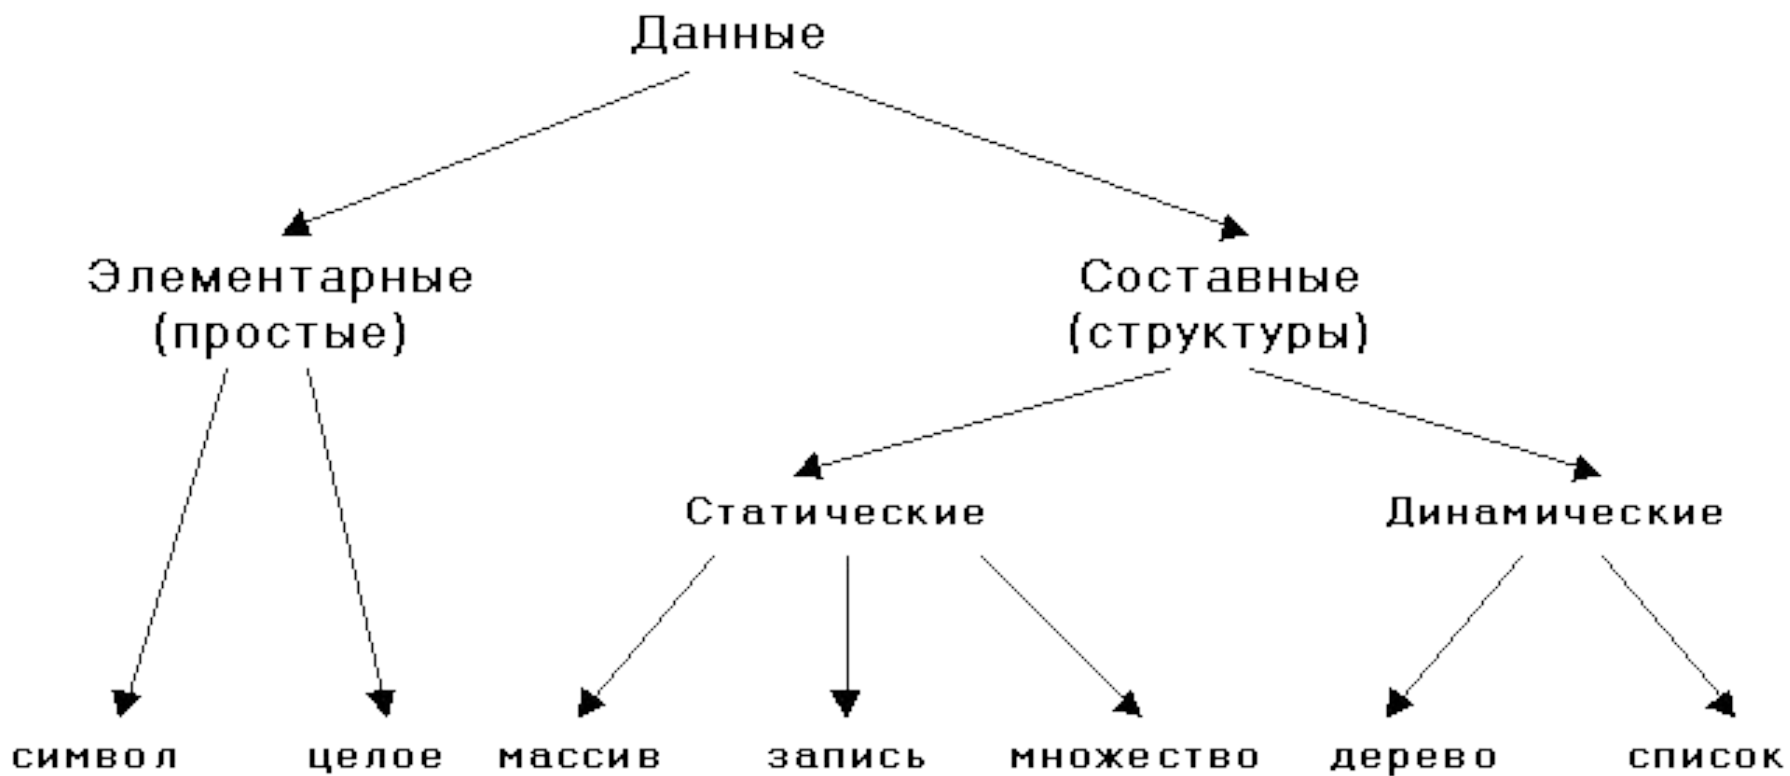 Данные
Элементарные
(простые)
Составные
(структуры)
Статические
Динамические
символ
целое
массив
запись
множество
дерево
список